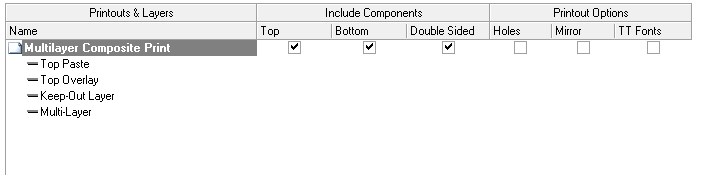 Printouts & Layers Include Components Printout Options
Name Top Bottom Double Sided Holes Mirror TT Fonts
Multilayer Composite Print
Top Paste
Top Overlay
Keep-Out Layer
Multi-Layer